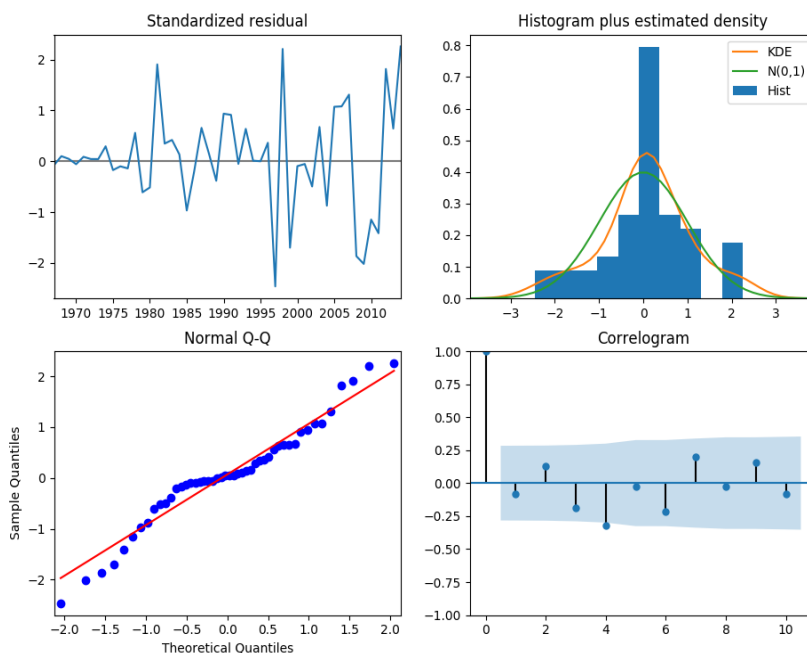 Standardized residual
2
1
0
−1
−2
1970 1975 1980 1985 1990 1995 2000 2005 2010
Histogram plus estimated density
KDE
N(0,1)
Hist
0.8
0.7
0.6
0.5
0.4
0.3
0.2
0.1
0.0
−3 −2 −1 0 1 2 3
Normal Q-Q
Sample Quantiles
2
1
0
−1
−2
−2.0 −1.5 −1.0 −0.5 0.0 0.5 1.0 1.5 2.0
Theoretical Quantiles
Correlogram
1.00
0.75
0.50
0.25
0.00
−0.25
−0.50
−0.75
−1.00
0 2 4 6 8 10